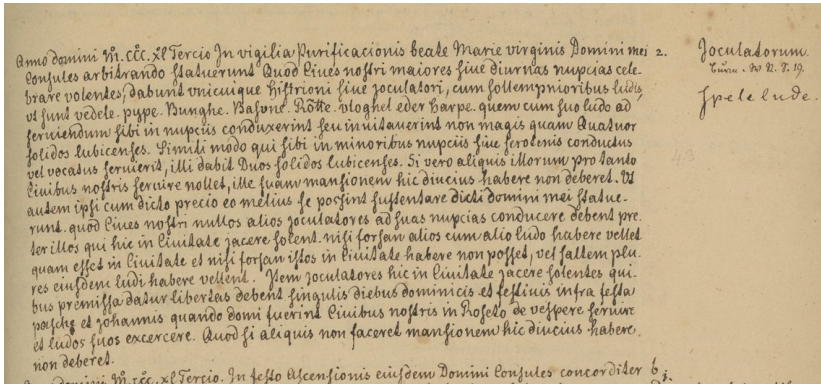 Anno domini M. CCC. xl Tercio In vigilia Purificacionis beate Marie virginis Domini mei
Consules arbitrando statuerunt Quod Ciues nostri maiores siue diurnas nupcias cele-
brare volentes, dabunt vnicuique histrioni siue joculatori, cum sollempnioribus ludis,
vt sunt vedele. pype. Bunghe. Basune. Rotte. vloghel eder harpe. quem cum suo ludo ad
seruiendum sibi in nupciis conduxerint seu inuitauerint non magis quam Quatuor
solidos lubicenses. Simili modo qui sibi in minoribus nupciis siue serotenis conductus
vel vocatus seruierit, illi dabit Duos solidos lubicenses. Si vero aliquis illorum pro tanto
Ciuibus nostris seruire nollet, ille suam mansionem hic diucius habere non deberet. Vt
autem ipsi cum dicto precio eo melius se possint sustentare dicti domini mei statue-
runt. quod Ciues nostri nullos alios joculatores ad suas nupcias conducere debent pre-
ter illos qui hic in Ciuitate jacere solent. nisi forsan alios cum alio ludo habere vellet
quam esset in Ciuitate et nisi forsan istos in Ciuitate habere non posset, vel saltem plu-
res eiusdem ludi habere vellent. Item joculatores hic in Ciuitate jacere solentes qui-
bus premissa datur libertas debent singulis diebus dominicis et festiuis infra festa
pasche et johannis quando domi fuerint Ciuibus nostris in Roseto de vespere seruire
et ludos suos excercere. Quod si aliquis non faceret mansionem hic diucius habere
non deberet.
2.
Joculatorum
19.
Spelelude.
43
domini M. CCC. xl Tercio. In festo Ascensionis eiusdem Domini Consules concorditer